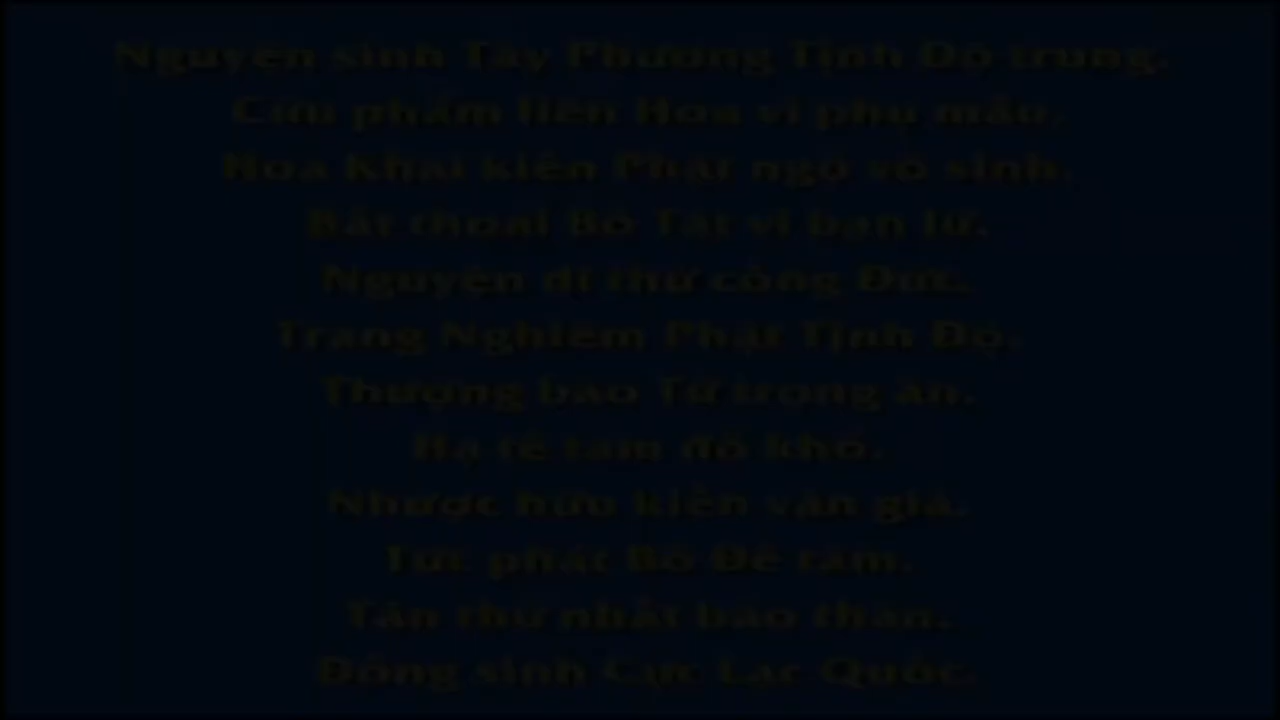 Nguyện sinh Tây Phương Tịnh Độ trung.
Cửu phẩm liên Hoa vi phụ mẫu.
Hoa Khai kiến Phật ngộ vô sinh.
Bất thoái Bồ Tát vi bạn lữ.
Nguyện dĩ thử công Đức.
Trang Nghiêm Phật Tịnh Độ.
Thượng báo Tứ trọng ân.
Hạ tế tam đồ khổ.
Nhược hữu kiến văn giả.
Tức phát Bồ Đề tâm.
Tận thử nhất báo thân.
Đồng sinh Cực Lạc Quốc.